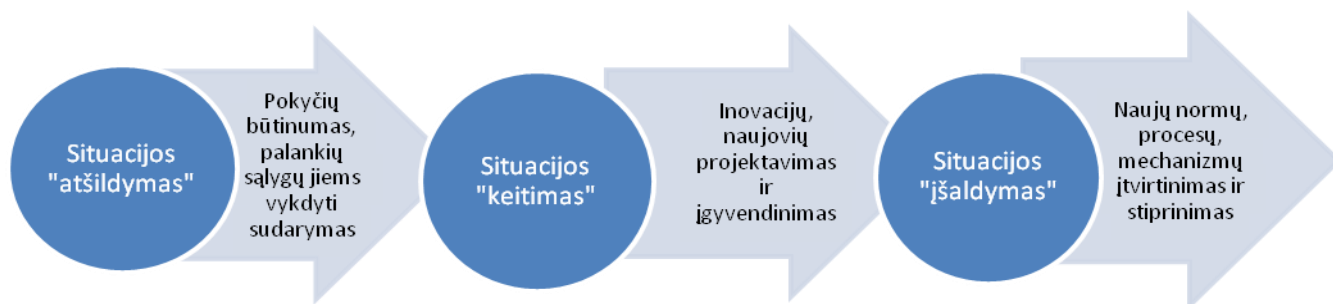 Situacijos
"atšildymas"
Pokyčių
būtinumas,
palankių
sąlygų jiems
vykdyti
sudarymas
Situacijos
"keitimas"
Inovacijų,
naujovių
projektavimas
ir
įgyvendinimas
Situacijos
"įšaldymas"
Naujų normų,
procesų,
mechanizmų
įtvirtinimas ir
stiprinimas